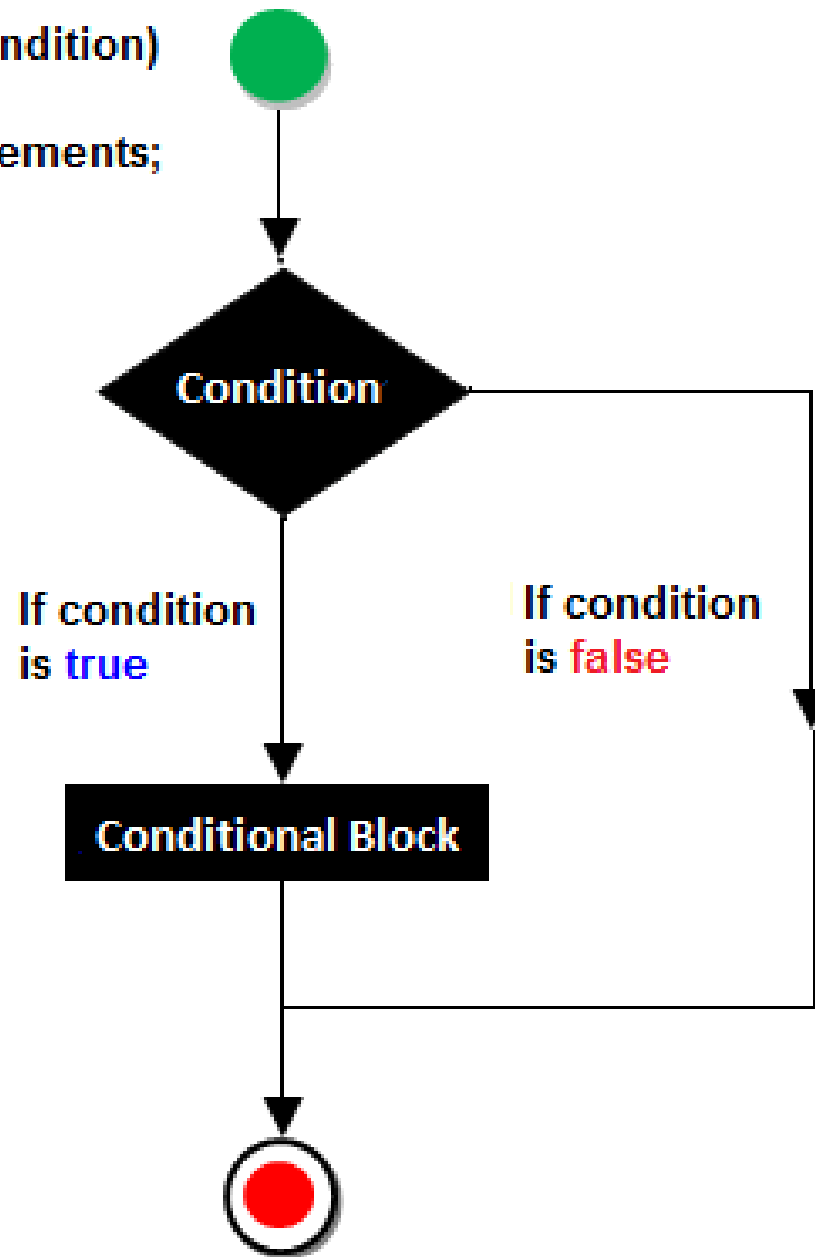 ndition)
ements;
Condition
If condition
is true
If condition
is false
Conditional Block